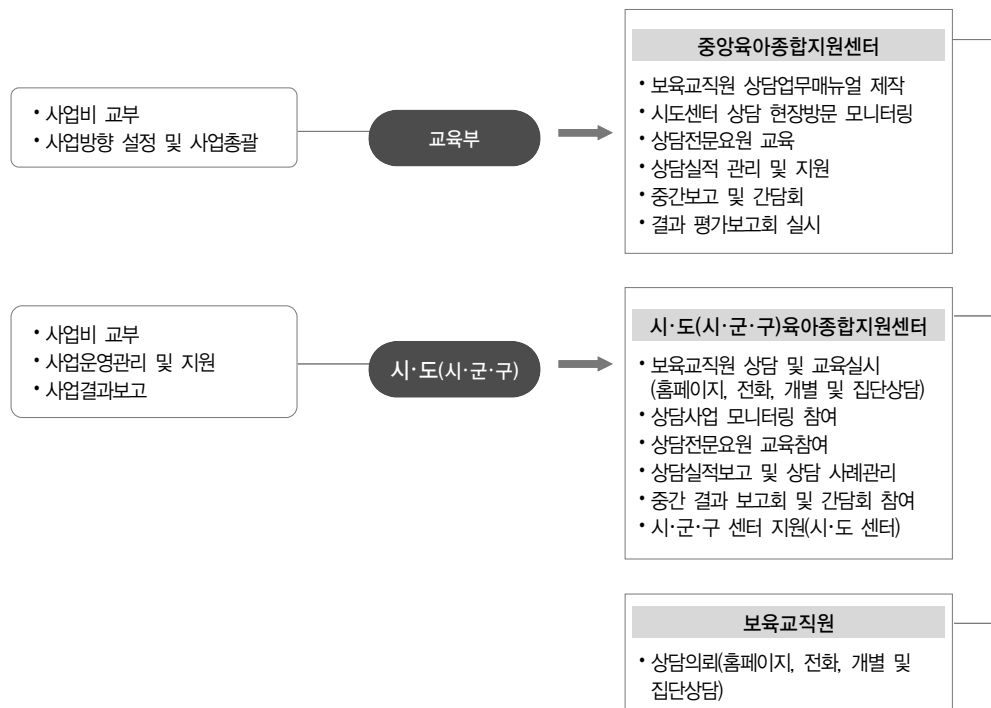 • 사업비 교부
• 사업방향 설정 및 사업총괄
교육부
중앙육아종합지원센터
• 보육교직원 상담업무매뉴얼 제작
• 시도센터 상담 현장방문 모니터링
• 상담전문요원 교육
• 상담실적 관리 및 지원
• 중간보고 및 간담회
• 결과 평가보고회 실시
• 사업비 교부
• 사업운영관리 및 지원
• 사업결과보고
시·도(시·군·구)
시·도(시·군·구)육아종합지원센터
• 보육교직원 상담 및 교육실시
(홈페이지, 전화, 개별 및 집단상담)
• 상담사업 모니터링 참여
• 상담전문요원 교육참여
• 상담실적보고 및 상담 사례관리
• 중간 결과 보고회 및 간담회 참여
• 시·군·구 센터 지원(시·도 센터)
보육교직원
• 상담의뢰(홈페이지, 전화, 개별 및
집단상담)